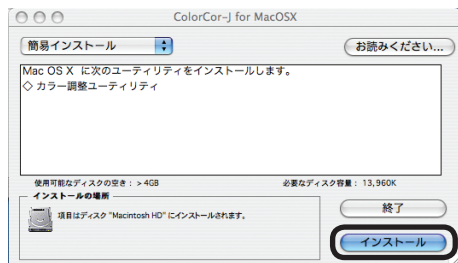 ColorCor-J for MacOSX
簡易インストール
お読みください...
Mac OS X に次のユーティリティをインストールします。
◇ カラー調整ユーティリティ
使用可能なディスクの空き： > 4GB
必要なディスク容量： 13,960K
インストールの場所
項目はディスク “Macintosh HD” にインストールされます。
終了
インストール